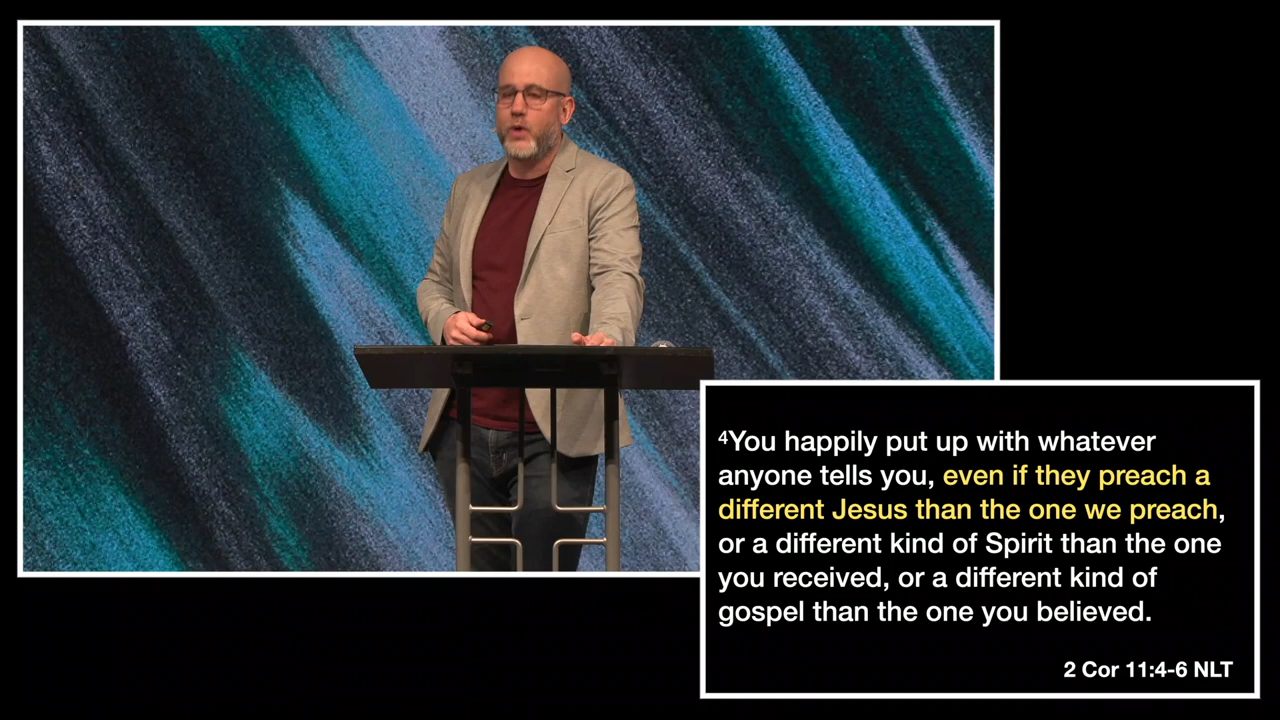 ⁴You happily put up with whatever
anyone tells you, even if they preach a
different Jesus than the one we preach,
or a different kind of Spirit than the one
you received, or a different kind of
gospel than the one you believed.
2 Cor 11:4-6 NLT